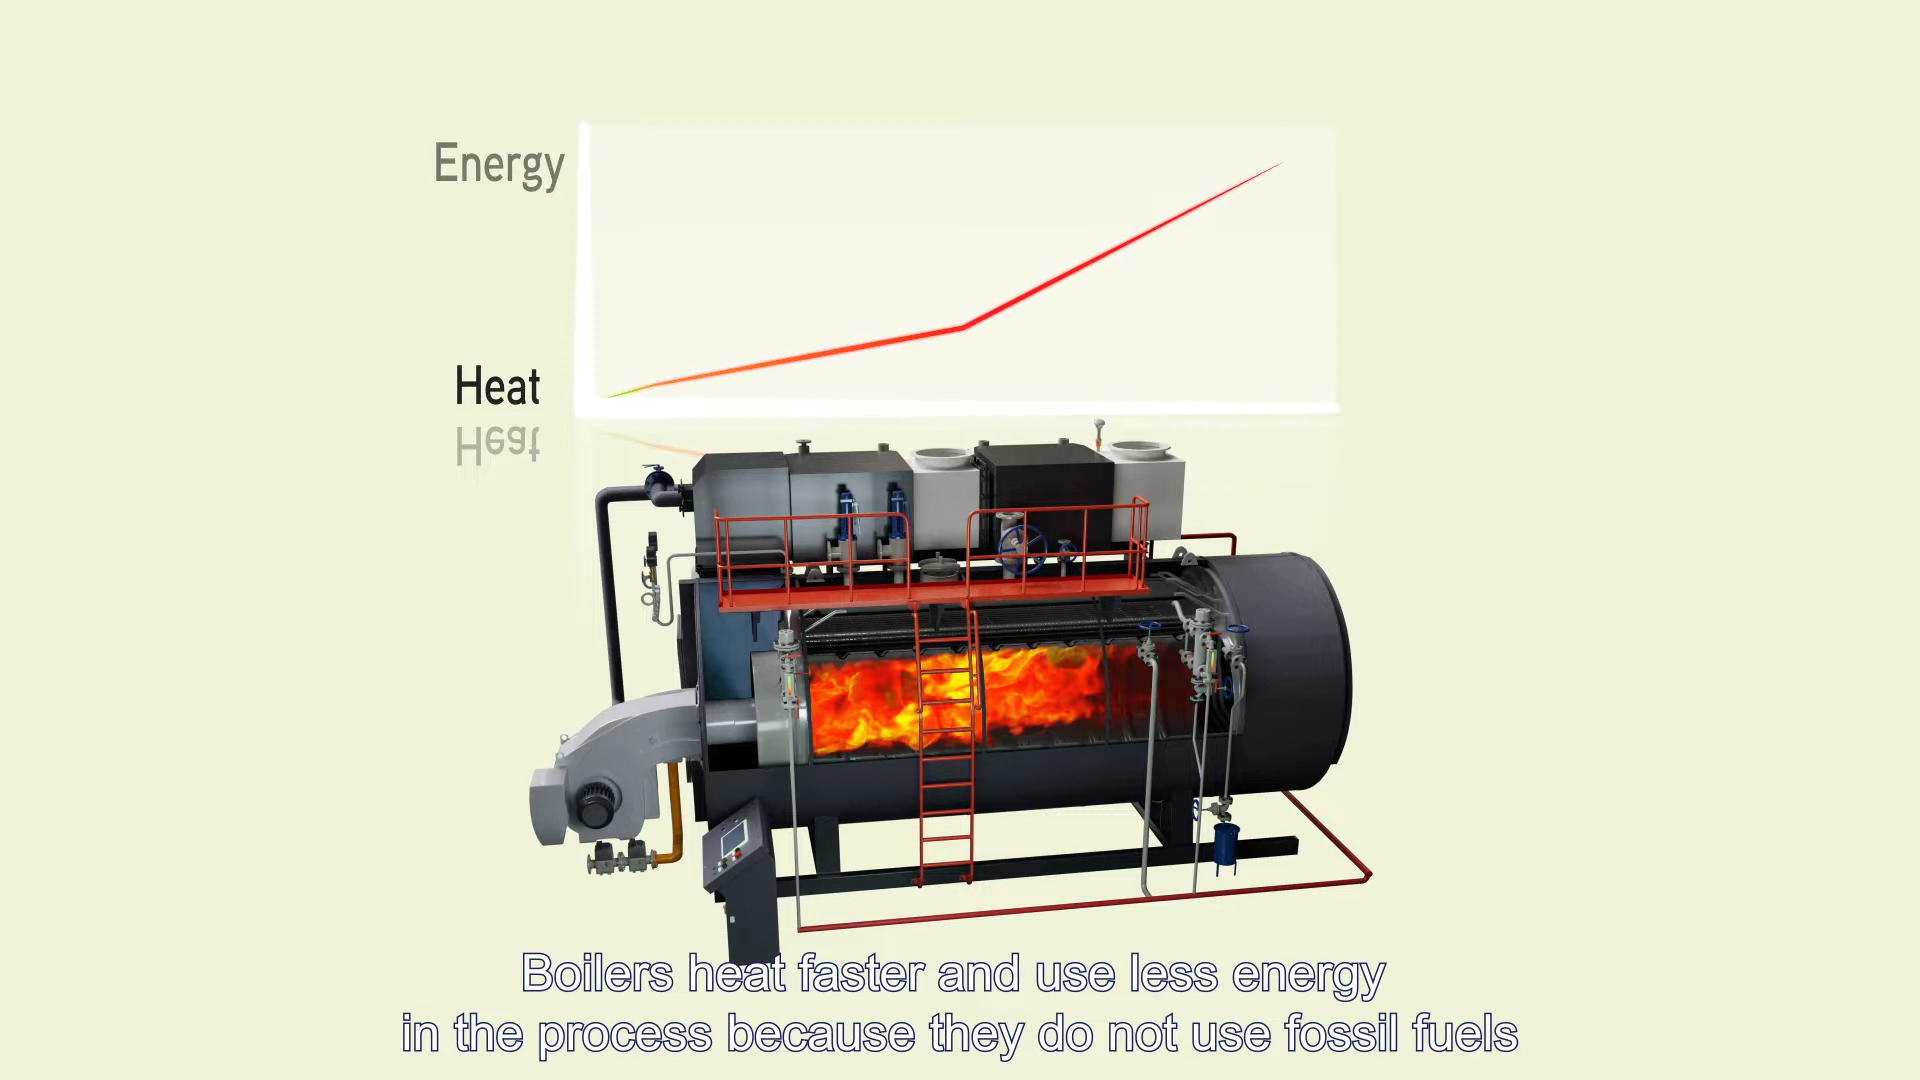 Energy
Heat
Heat
Boilers heat faster and use less energy
in the process because they do not use fossil fuels